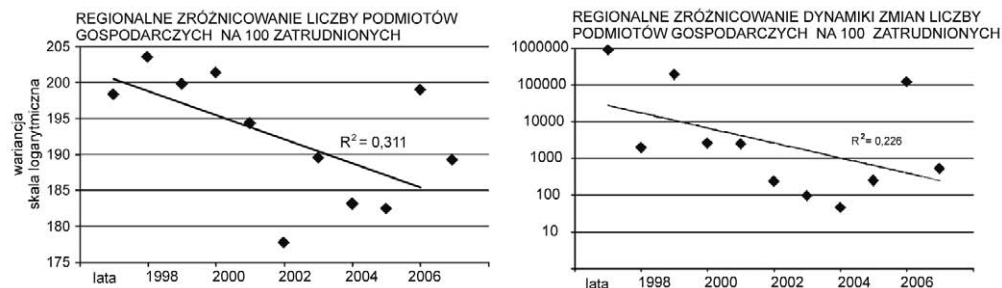 REGIONALNE ZRÓŻNICOWANIE LICZBY PODMIOTÓW
GOSPODARCZYCH NA 100 ZATRUDNIONYCH
205
200
195
190
185
180
175
wariancja
skala logarytmiczna
R² = 0,311
lata
1998
2000
2002
2004
2006
REGIONALNE ZRÓŻNICOWANIE DYNAMIKI ZMIAN LICZBY
PODMIOTÓW GOSPODARCZYCH NA 100 ZATRUDNIONYCH
1000000
100000
10000
1000
100
10
R²= 0,226
lata
1998
2000
2002
2004
2006